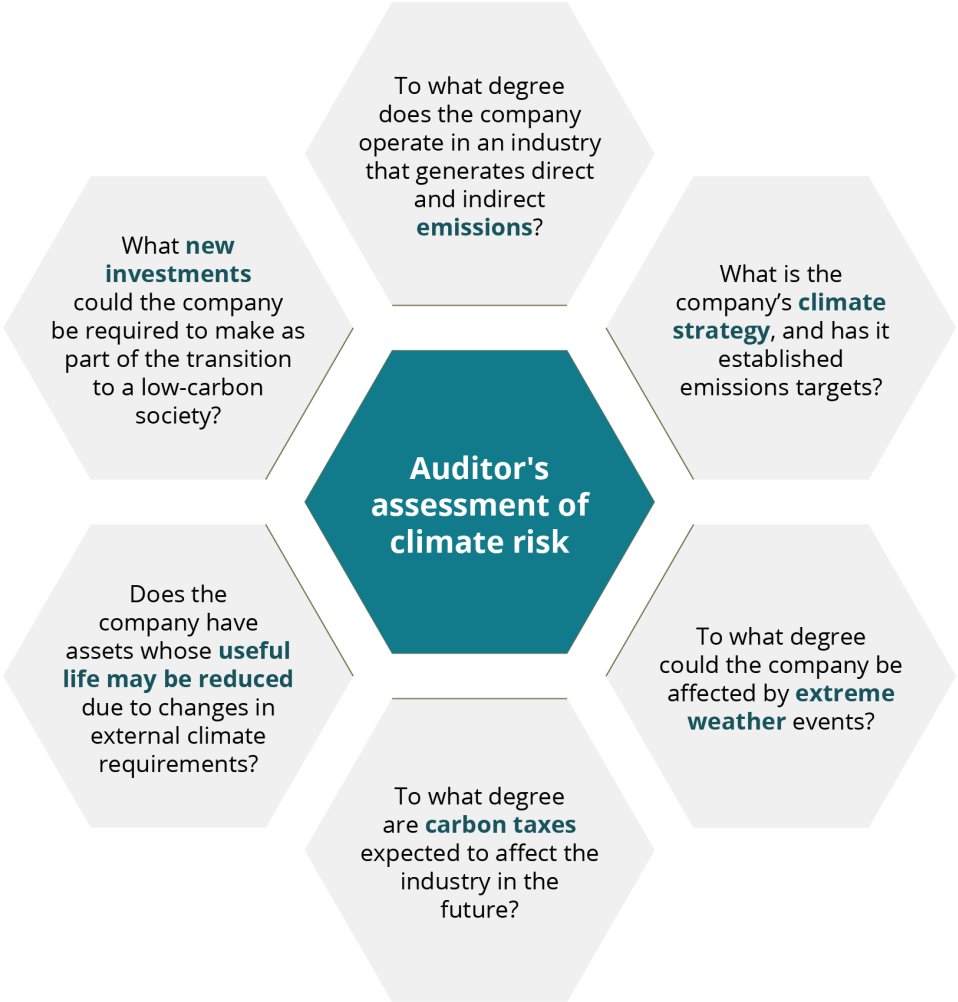 To what degree
does the company
operate in an industry
that generates direct
and indirect
emissions?
What new
investments
could the company
be required to make as
part of the transition
to a low-carbon
society?
What is the
company’s climate
strategy, and has it
established
emissions targets?
Auditor's
assessment of
climate risk
Does the
company have
assets whose useful
life may be reduced
due to changes in
external climate
requirements?
To what degree
could the company be
affected by extreme
weather events?
To what degree
are carbon taxes
expected to affect the
industry in the
future?